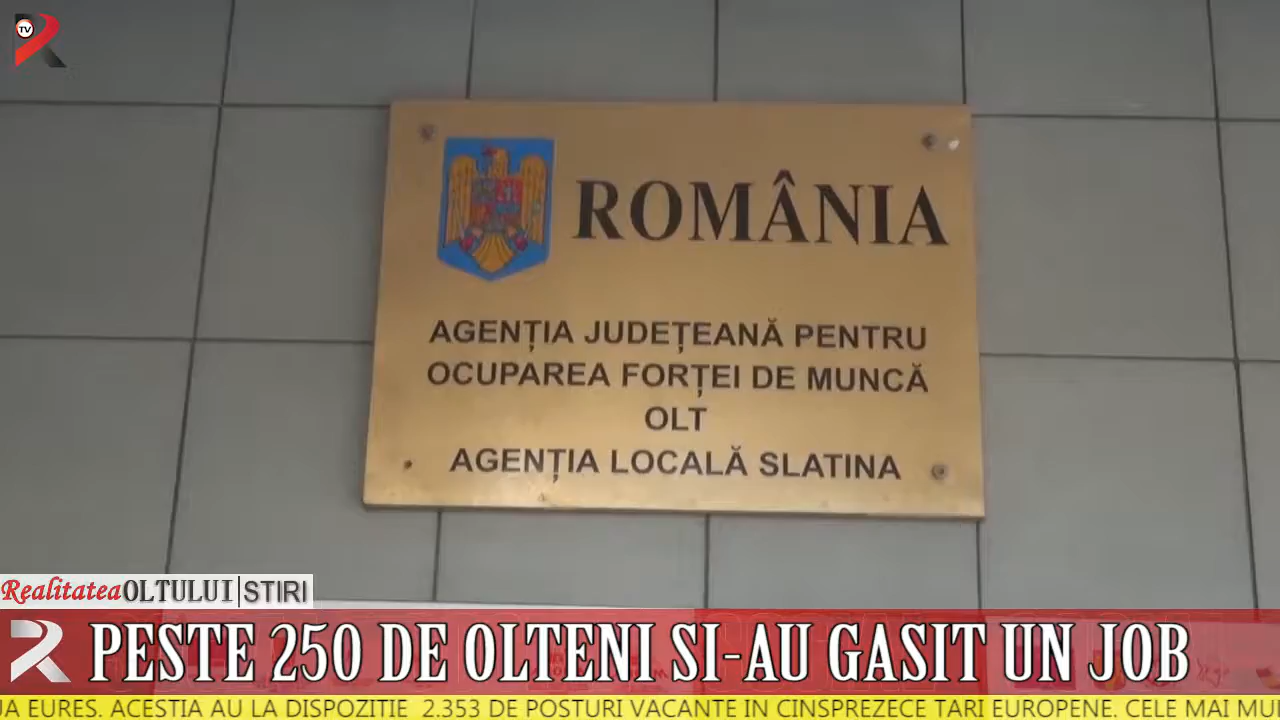 TV
ROMÂNIA
AGENȚIA JUDEȚEANĂ PENTRU
OCUPAREA FORȚEI DE MUNCĂ
OLT
AGENȚIA LOCALĂ SLATINA
RealitateaOLTULUI|STIRI
PESTE 250 DE OLTENI SI-AU GASIT UN JOB
EURES. ACESTIA AU LA DISPOZITIE 2.353 DE POSTURI VACANTE IN CINSPREZECE TARI EUROPENE. CELE MAI